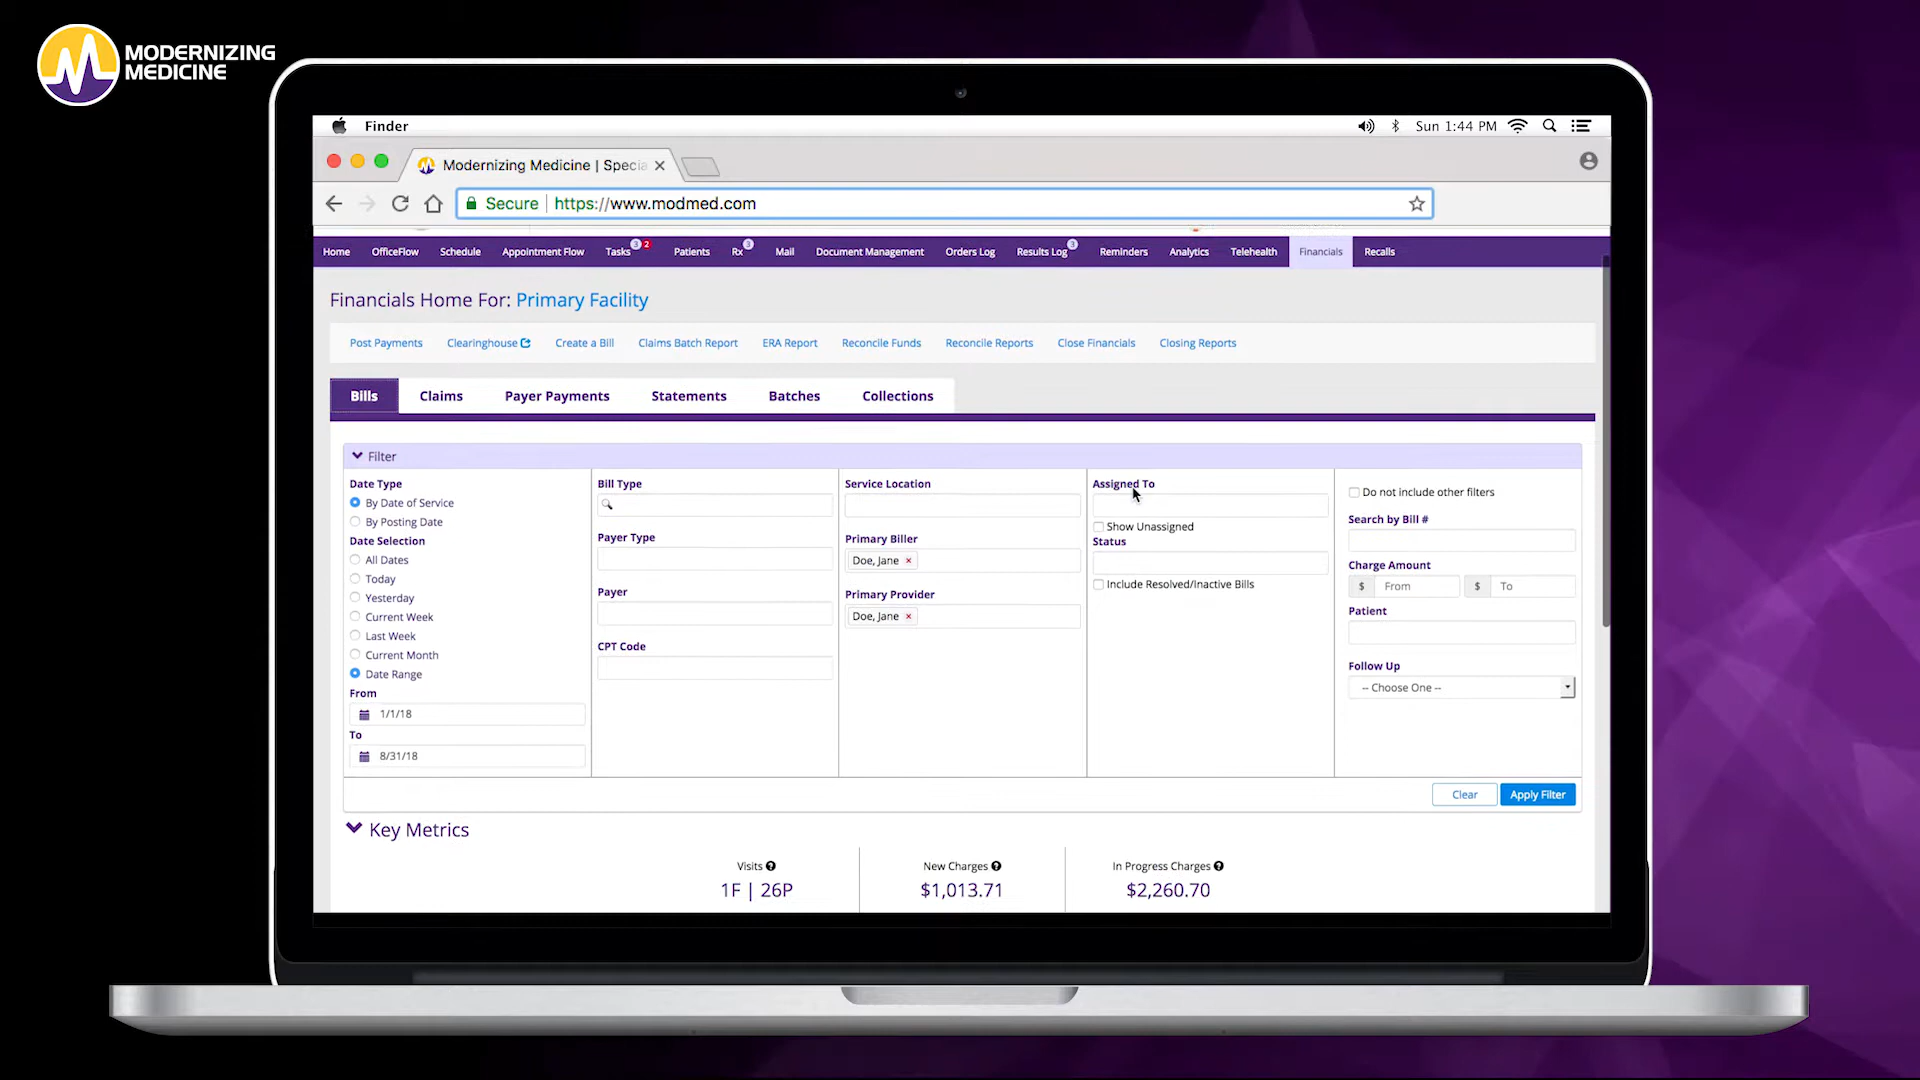 MODERNIZING
MEDICINE
Finder
Sun 1:44 PM
Modernizing Medicine | Specia
Secure https://www.modmed.com
Home OfficeFlow Schedule Appointment Flow Tasks 3 2 Patients Rx 3 Mail Document Management Orders Log Results Log 3 Reminders Analytics Telehealth Financials Recalls
Financials Home For: Primary Facility
Post Payments Clearinghouse Create a Bill Claims Batch Report ERA Report Reconcile Funds Reconcile Reports Close Financials Closing Reports
Bills Claims Payer Payments Statements Batches Collections
Filter
Date Type
By Date of Service
By Posting Date
Date Selection
All Dates
Today
Yesterday
Current Week
Last Week
Current Month
Date Range
From
1/1/18
To
8/31/18
Bill Type
Payer Type
Payer
CPT Code
Service Location
Primary Biller
Doe, Jane ×
Primary Provider
Doe, Jane ×
Assigned To
Show Unassigned
Status
Include Resolved/Inactive Bills
Do not include other filters
Search by Bill #
Charge Amount
$ From $ To
Patient
Follow Up
-- Choose One --
Clear Apply Filter
Key Metrics
Visits ? New Charges ? In Progress Charges ?
1F | 26P $1,013.71 $2,260.70